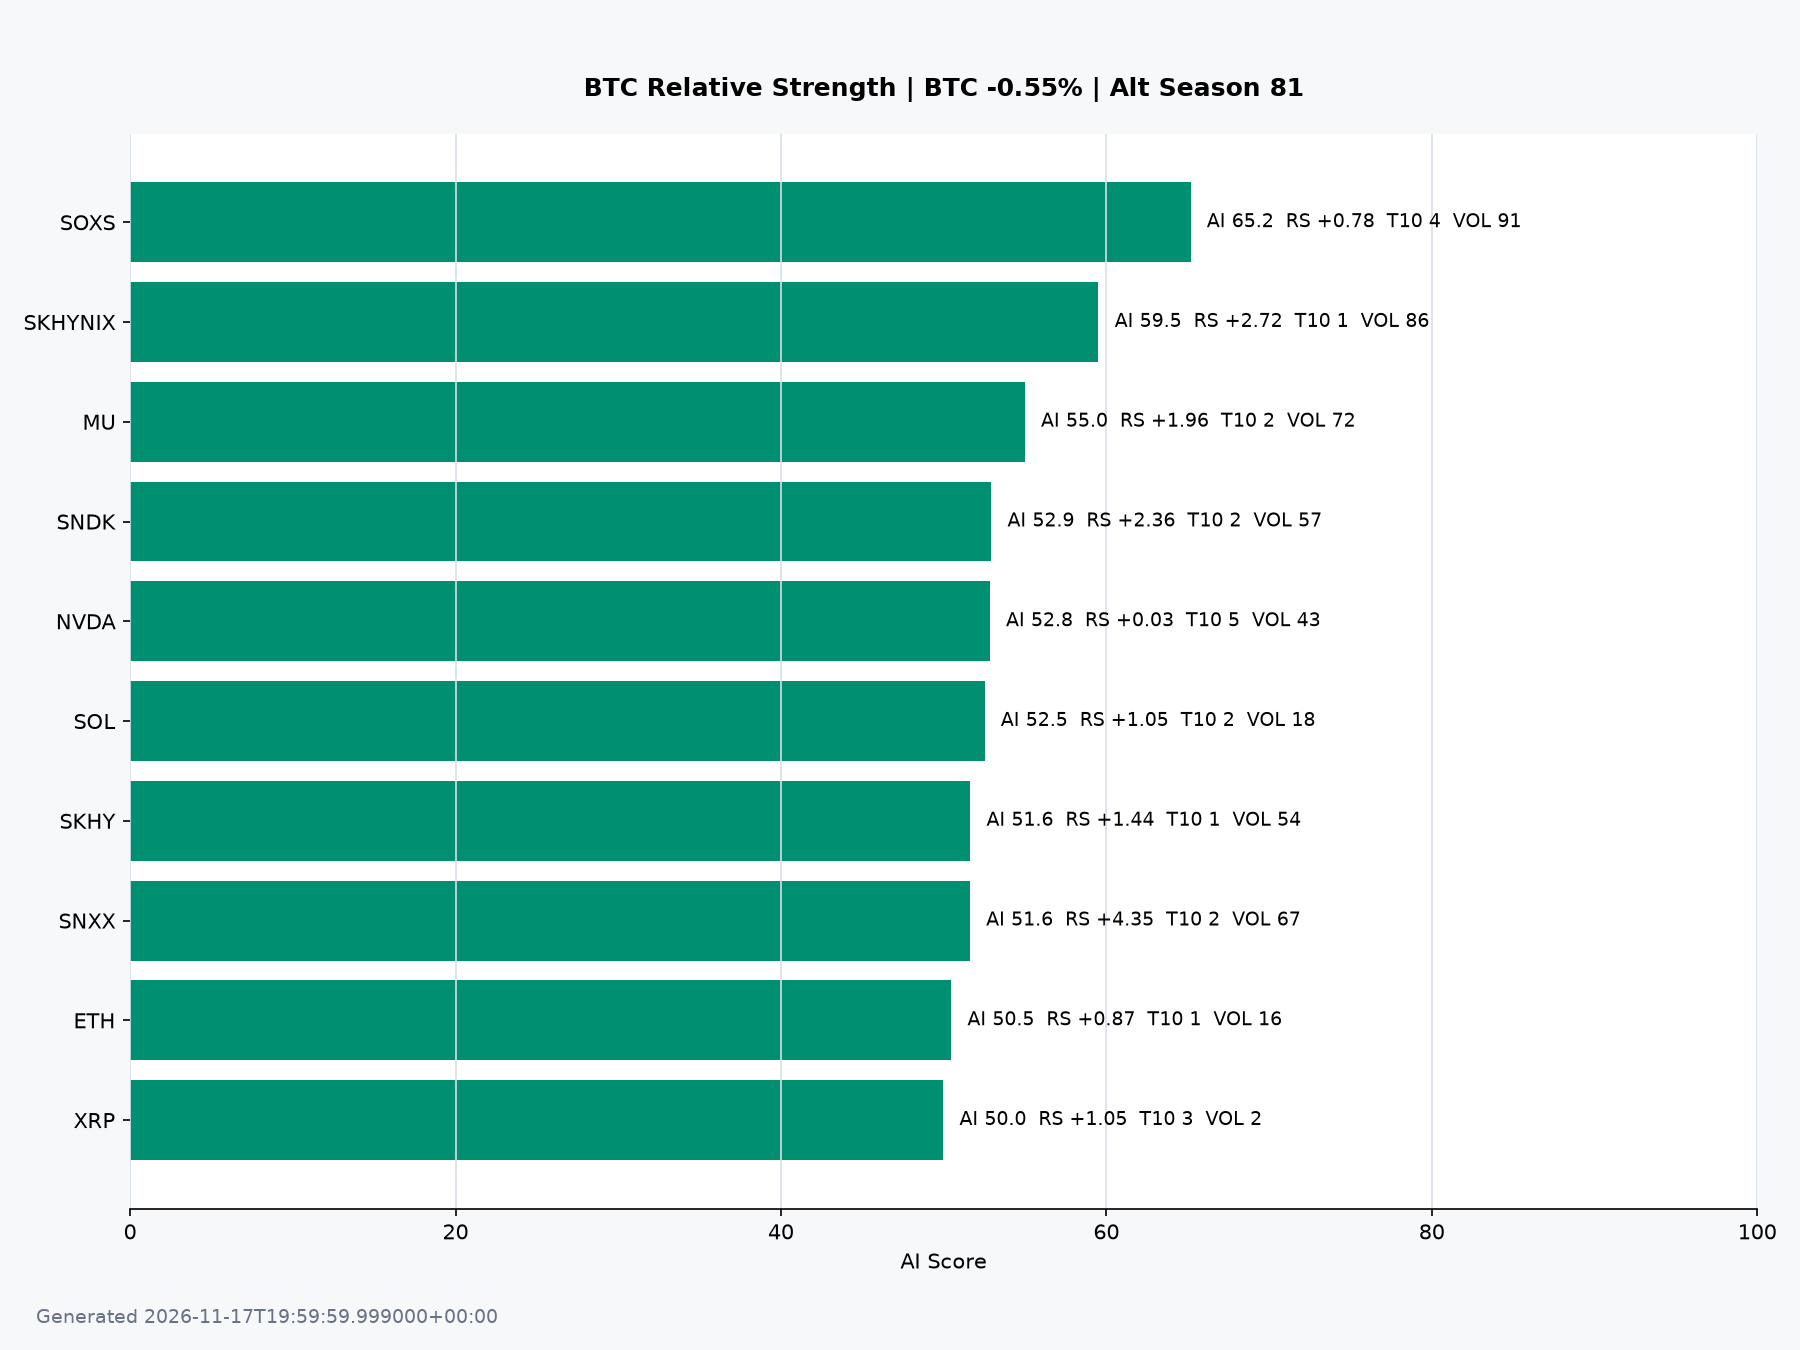 BTC Relative Strength | BTC -0.55% | Alt Season 81
SOXS AI 65.2 RS +0.78 T10 4 VOL 91
SKHYNIX AI 59.5 RS +2.72 T10 1 VOL 86
MU AI 55.0 RS +1.96 T10 2 VOL 72
SNDK AI 52.9 RS +2.36 T10 2 VOL 57
NVDA AI 52.8 RS +0.03 T10 5 VOL 43
SOL AI 52.5 RS +1.05 T10 2 VOL 18
SKHY AI 51.6 RS +1.44 T10 1 VOL 54
SNXX AI 51.6 RS +4.35 T10 2 VOL 67
ETH AI 50.5 RS +0.87 T10 1 VOL 16
XRP AI 50.0 RS +1.05 T10 3 VOL 2
0 20 40 60 80 100
AI Score
Generated 2026-11-17T19:59:59.999000+00:00